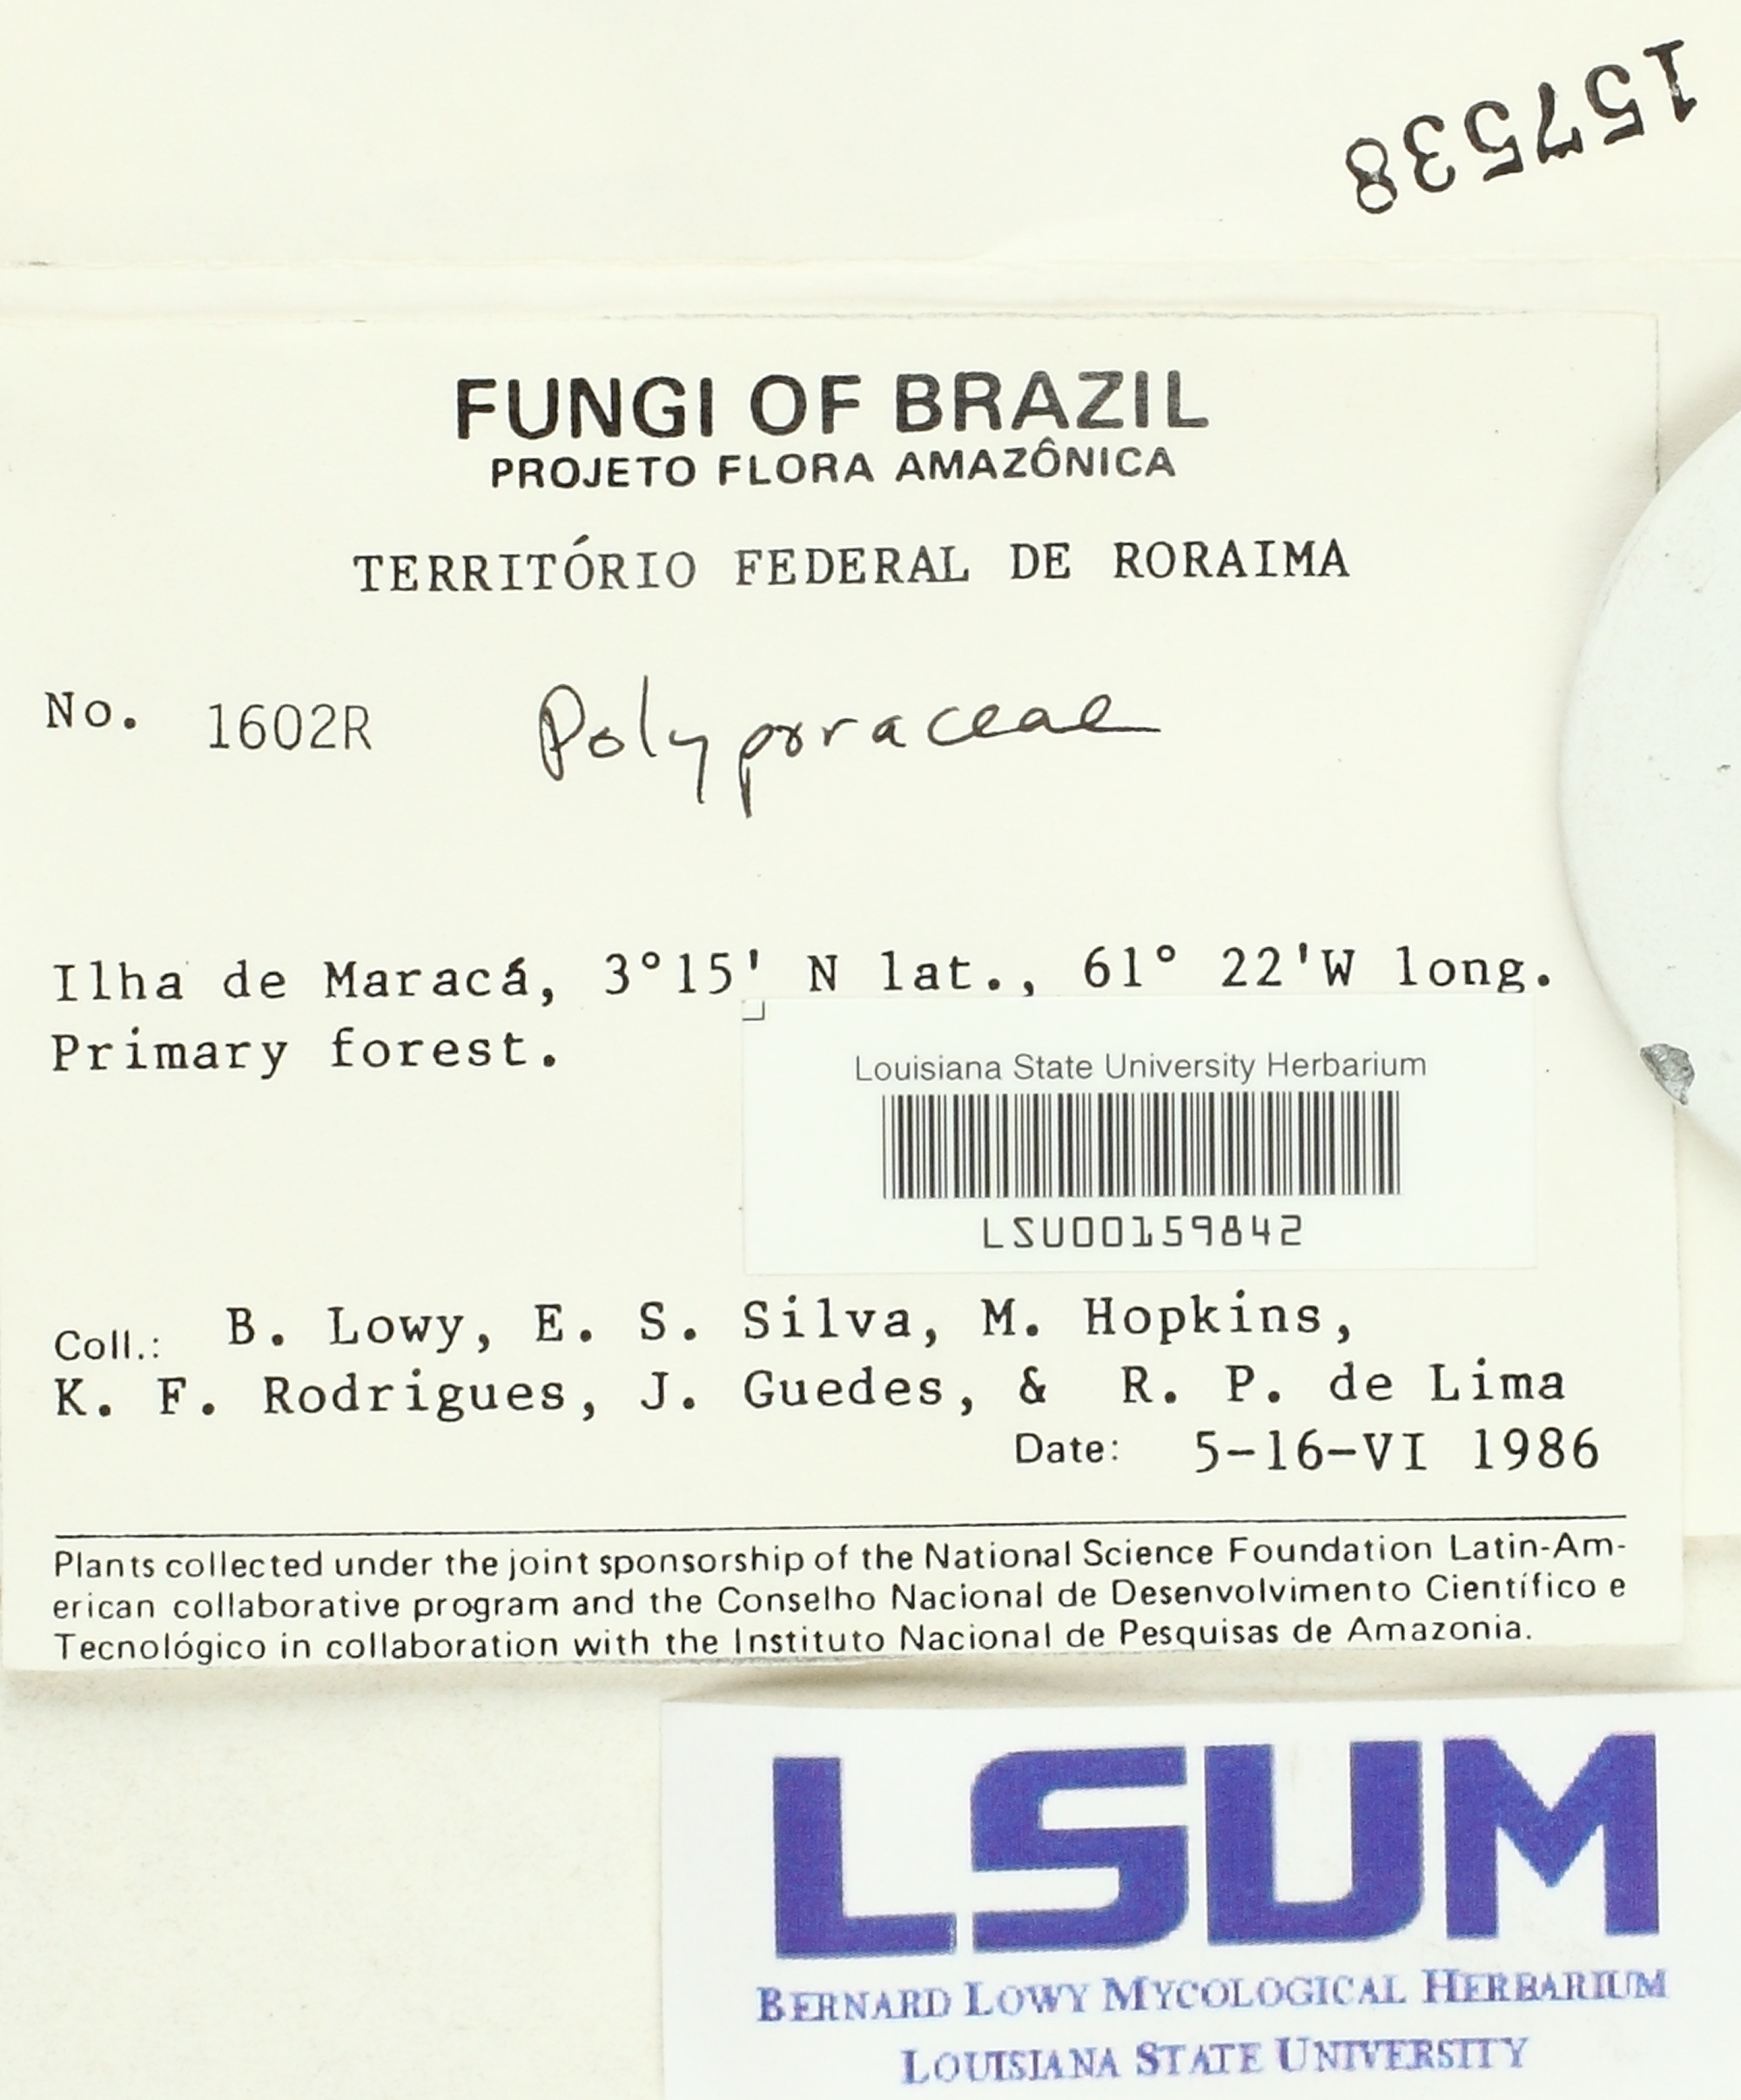 157538
FUNGI OF BRAZIL
PROJETO FLORA AMAZÔNICA
TERRITÓRIO FEDERAL DE RORAIMA
No. 1602R Polyporaceae
Ilha de Maracá, 3°15' N lat., 61° 22'W long.
Primary forest.
Louisiana State University Herbarium
LSU00159842
Coll.: B. Lowy, E. S. Silva, M. Hopkins,
K. F. Rodrigues, J. Guedes, & R. P. de Lima
Date: 5-16-VI 1986
Plants collected under the joint sponsorship of the National Science Foundation Latin-Am-
erican collaborative program and the Conselho Nacional de Desenvolvimento Científico e
Tecnológico in collaboration with the Instituto Nacional de Pesquisas de Amazonia.
LSUM
BERNARD LOWY MYCOLOGICAL HERBARIUM
LOUISIANA STATE UNIVERSITY